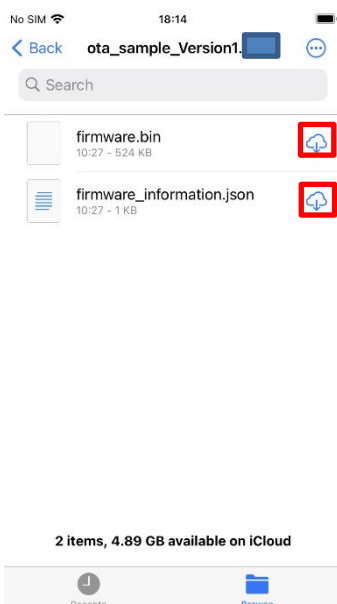 No SIM 18:14
Back ota_sample_Version1.
Search
firmware.bin
10:27 - 524 KB
firmware_information.json
10:27 - 1 KB
2 items, 4.89 GB available on iCloud
Recents Browse